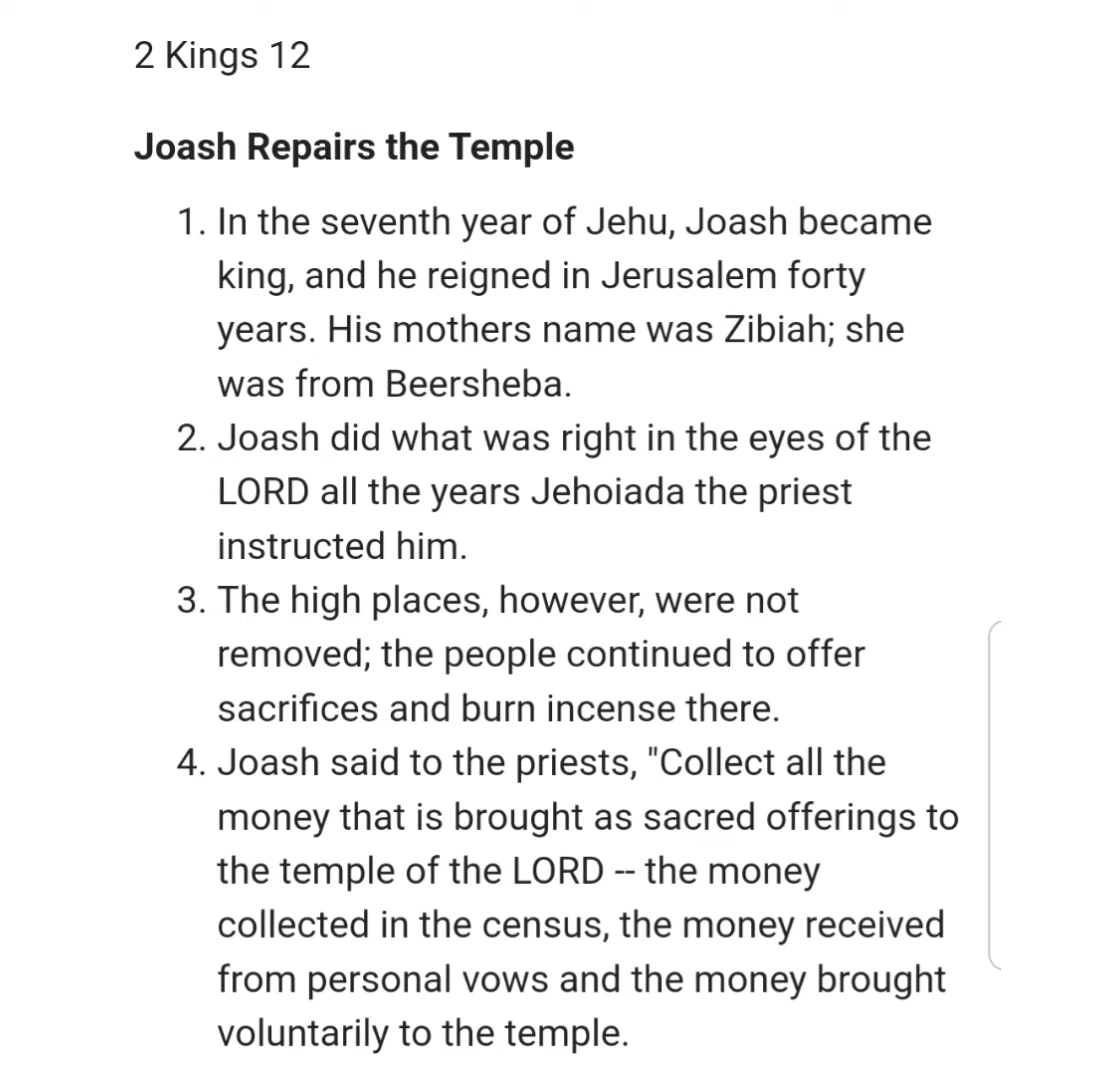 2 Kings 12
Joash Repairs the Temple
1. In the seventh year of Jehu, Joash became
king, and he reigned in Jerusalem forty
years. His mothers name was Zibiah; she
was from Beersheba.
2. Joash did what was right in the eyes of the
LORD all the years Jehoiada the priest
instructed him.
3. The high places, however, were not
removed; the people continued to offer
sacrifices and burn incense there.
4. Joash said to the priests, "Collect all the
money that is brought as sacred offerings to
the temple of the LORD -- the money
collected in the census, the money received
from personal vows and the money brought
voluntarily to the temple.